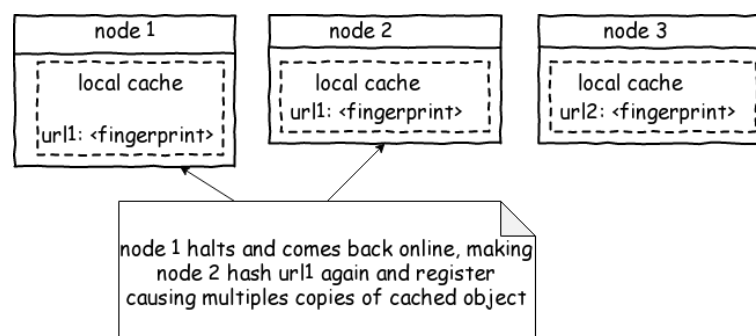 node 1
local cache
url1: <fingerprint>
node 2
local cache
url1: <fingerprint>
node 3
local cache
url2: <fingerprint>
node 1 halts and comes back online, making
node 2 hash url1 again and register
causing multiples copies of cached object